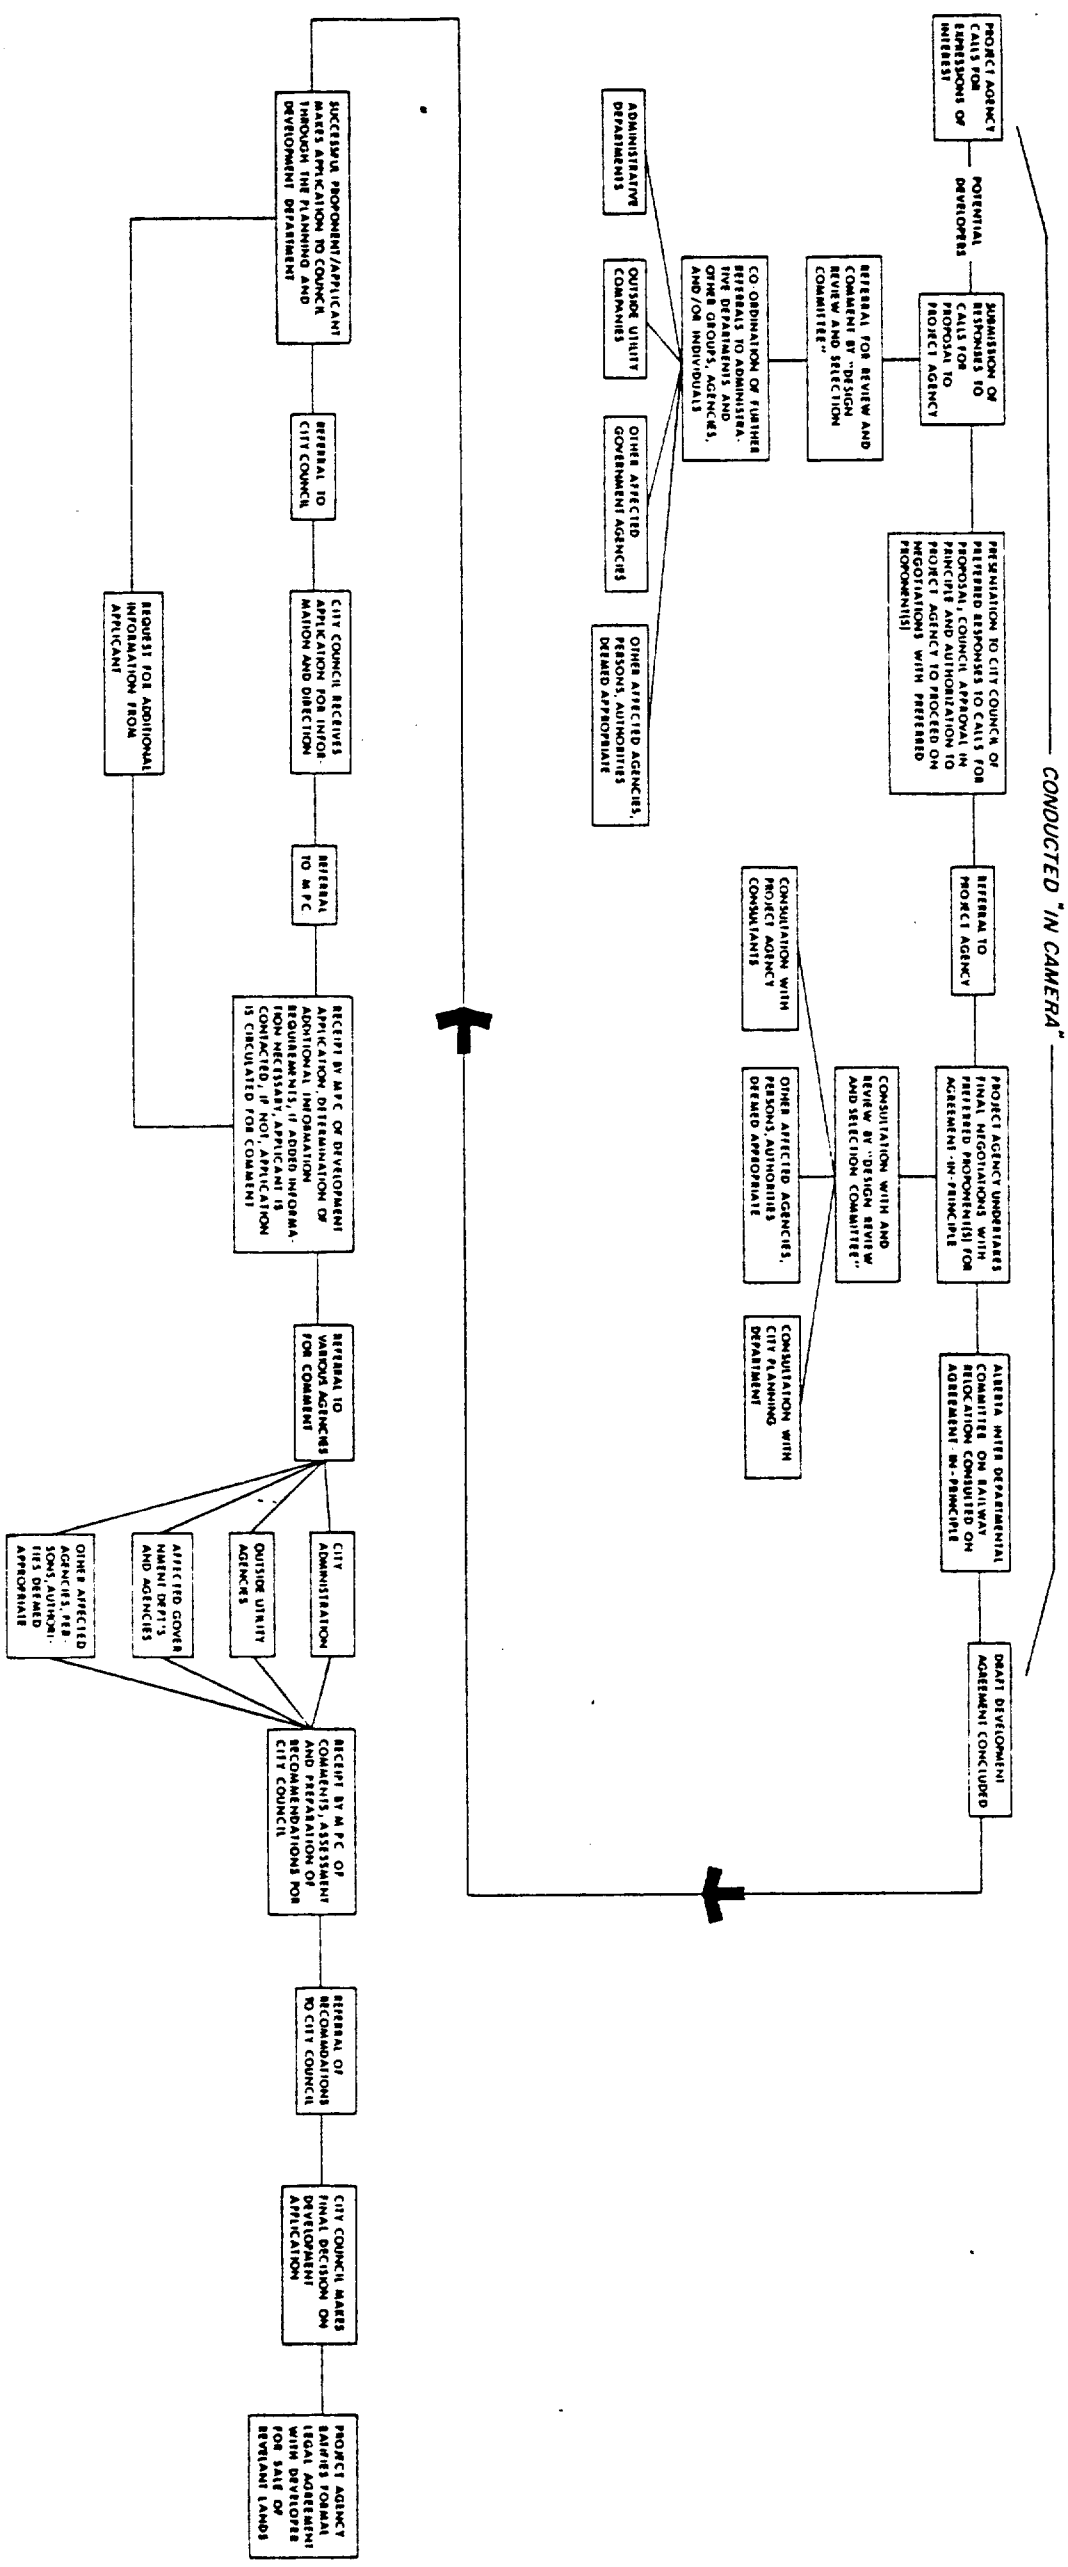 CONDUCTED "IN CAMERA"
PROJECT AGENCY
CALLS FOR
EXPRESSIONS OF
INTEREST
POTENTIAL
DEVELOPERS
SUBMISSION OF
RESPONSES TO
CALLS FOR
PROPOSAL TO
PROJECT AGENCY
PRESENTATION TO CITY COUNCIL OF
PREFERRED RESPONSES TO CALLS FOR
PROPOSAL; COUNCIL APPROVAL IN
PRINCIPLE AND AUTHORIZATION TO
PROJECT AGENCY TO PROCEED ON
NEGOTIATIONS WITH PREFERRED
PROPONENT(S)
REFERRAL TO
PROJECT AGENCY
PROJECT AGENCY UNDERTAKES
FINAL NEGOTIATIONS WITH
PREFERRED PROPONENT(S) FOR
AGREEMENT-IN-PRINCIPLE
ALBERTA INTER DEPARTMENTAL
COMMITTEE ON RAILWAY
RELOCATION CONSULTED ON
AGREEMENT-IN-PRINCIPLE
DRAFT DEVELOPMENT
AGREEMENT CONCLUDED
REFERRAL FOR REVIEW AND
COMMENT BY "DESIGN
REVIEW AND SELECTION
COMMITTEE"
CO-ORDINATION OF FURTHER
REFERRALS TO ADMINISTRA-
TIVE DEPARTMENTS AND
OTHER GROUPS, AGENCIES,
AND/OR INDIVIDUALS
ADMINISTRATIVE
DEPARTMENTS
OUTSIDE UTILITY
COMPANIES
OTHER AFFECTED
GOVERNMENT AGENCIES
OTHER AFFECTED AGENCIES,
PERSONS, AUTHORITIES
DEEMED APPROPRIATE
CONSULTATION WITH AND
REVIEW BY "DESIGN REVIEW
AND SELECTION COMMITTEE"
CONSULTATION WITH
PROJECT AGENCY
CONSULTANTS
OTHER AFFECTED AGENCIES,
PERSONS, AUTHORITIES
DEEMED APPROPRIATE
CONSULTATION WITH
CITY PLANNING
DEPARTMENT
SUCCESSFUL PROPONENT/APPLICANT
MAKES APPLICATION TO COUNCIL
THROUGH THE PLANNING AND
DEVELOPMENT DEPARTMENT
REFERRAL TO
CITY COUNCIL
CITY COUNCIL RECEIVES
APPLICATION FOR INFOR-
MATION AND DIRECTION
REFERRAL
TO M P C.
RECEIPT BY M P C OF DEVELOPMENT
APPLICATION, DETERMINATION OF
ADDITIONAL INFORMATION
REQUIREMENTS, IF ADDED INFORMA-
TION NECESSARY, APPLICANT IS
CONTACTED, IF NOT, APPLICATION
IS CIRCULATED FOR COMMENT
REQUEST FOR ADDITIONAL
INFORMATION FROM
APPLICANT
REFERRAL TO
VARIOUS AGENCIES
FOR COMMENT
CITY
ADMINISTRATION
OUTSIDE UTILITY
AGENCIES
AFFECTED GOVER
NMENT DEPT'S
AND AGENCIES
OTHER AFFECTED
AGENCIES, PER-
SONS, AUTHORI-
TIES DEEMED
APPROPRIATE
RECEIPT BY M P C OF
COMMENTS, ASSESSMENT
AND PREPARATION OF
RECOMMENDATIONS FOR
CITY COUNCIL
REFERRAL OF
RECOMMDATIONS
TO CITY COUNCIL
CITY COUNCIL MAKES
FINAL DECISION ON
DEVELOPMENT
APPLICATION
PROJECT AGENCY
RATIFIES FORMAL
LEGAL AGREEMENT
WITH DEVELOPER
FOR SALE OF
REVELANT LANDS